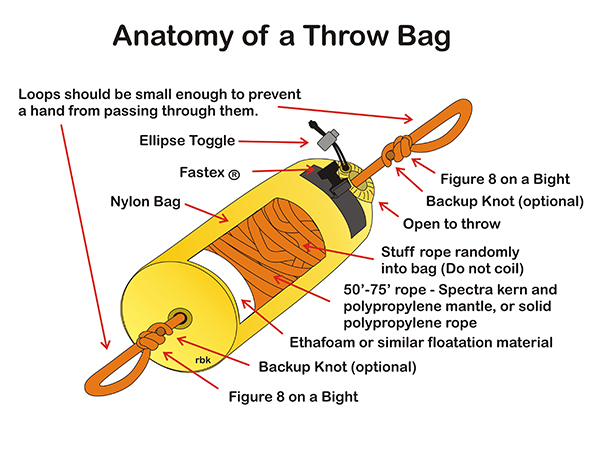 Anatomy of a Throw Bag
Loops should be small enough to prevent
a hand from passing through them.
Ellipse Toggle
Fastex ®
Nylon Bag
Figure 8 on a Bight
Backup Knot (optional)
Open to throw
Stuff rope randomly
into bag (Do not coil)
50’-75’ rope - Spectra kern and
polypropylene mantle, or solid
polypropylene rope
Ethafoam or similar floatation material
rbk
Backup Knot (optional)
Figure 8 on a Bight